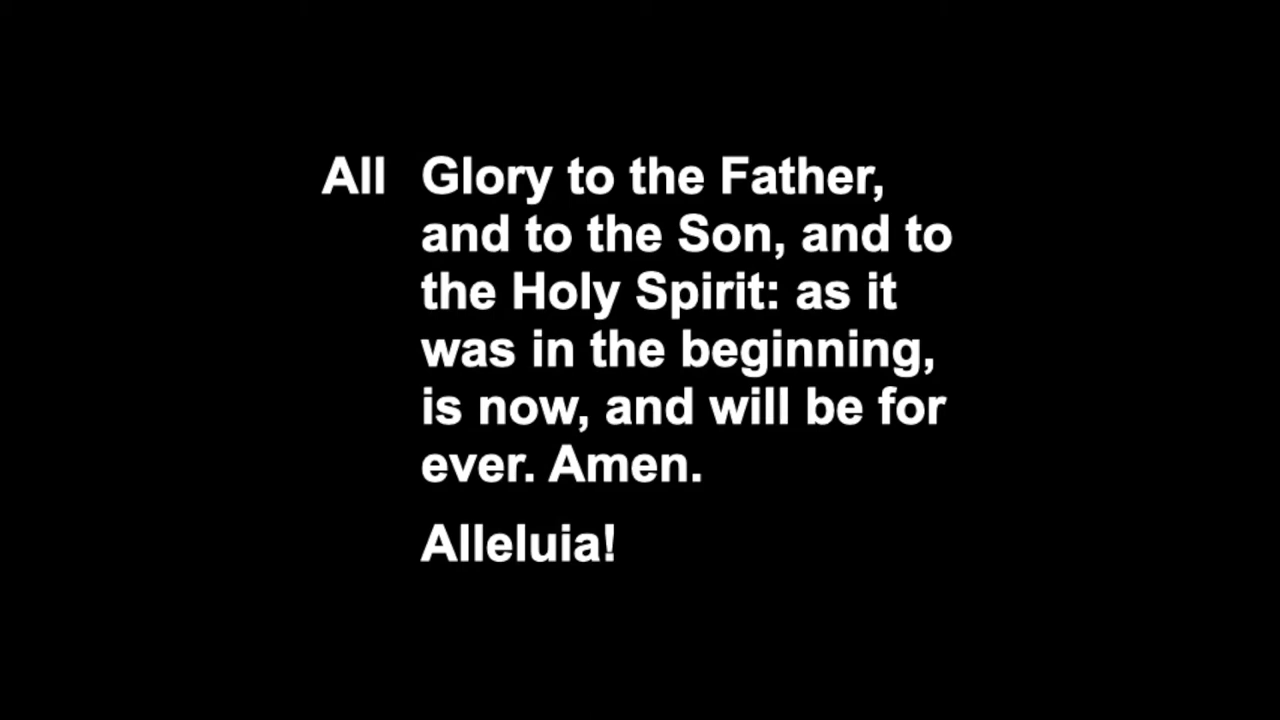 All Glory to the Father,
and to the Son, and to
the Holy Spirit: as it
was in the beginning,
is now, and will be for
ever. Amen.
Alleluia!